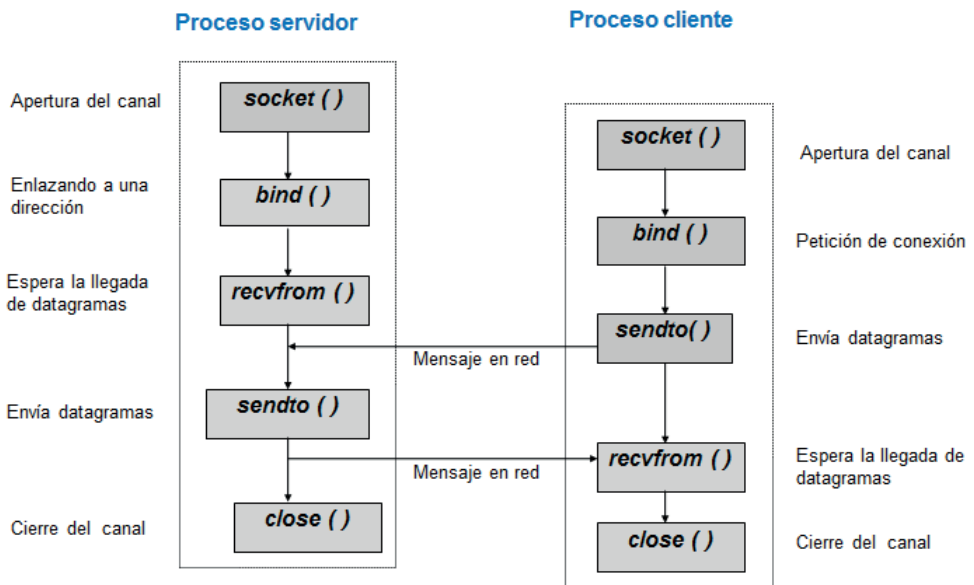 Proceso servidor
Proceso cliente
Apertura del canal
socket ( )
Enlazando a una
dirección
bind ( )
Espera la llegada
de datagramas
recvfrom ( )
Mensaje en red
Envía datagramas
sendto ( )
Mensaje en red
Cierre del canal
close ( )
socket ( )
Apertura del canal
bind ( )
Petición de conexión
sendto( )
Envía datagramas
recvfrom ( )
Espera la llegada de
datagramas
close ( )
Cierre del canal